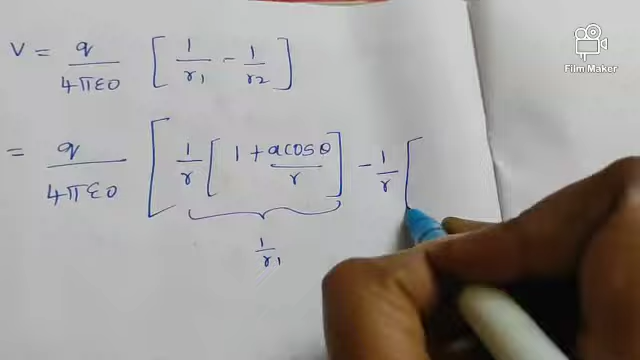 V = q/4πε0 [1/r1 - 1/r2]
= q/4πε0 [1/r [1 + a cos θ/r] - 1/r [
1/r1
Film Maker